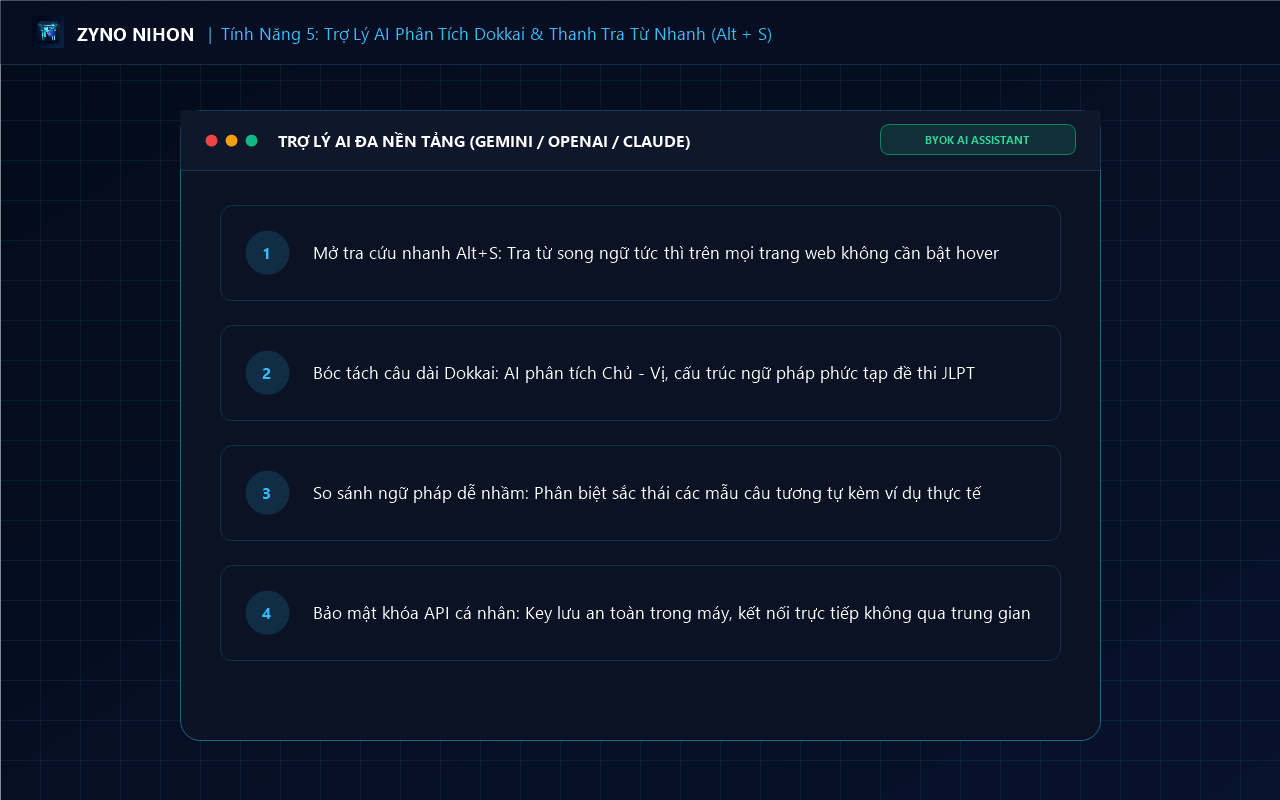 ZYNO NIHON | Tính Năng 5: Trợ Lý AI Phân Tích Dokkai & Thanh Tra Từ Nhanh (Alt + S)
TRỢ LÝ AI ĐA NỀN TẢNG (GEMINI / OPENAI / CLAUDE)
BYOK AI ASSISTANT
1 Mở tra cứu nhanh Alt+S: Tra từ song ngữ tức thì trên mọi trang web không cần bật hover
2 Bóc tách câu dài Dokkai: AI phân tích Chủ - Vị, cấu trúc ngữ pháp phức tạp đề thi JLPT
3 So sánh ngữ pháp dễ nhầm: Phân biệt sắc thái các mẫu câu tương tự kèm ví dụ thực tế
4 Bảo mật khóa API cá nhân: Key lưu an toàn trong máy, kết nối trực tiếp không qua trung gian